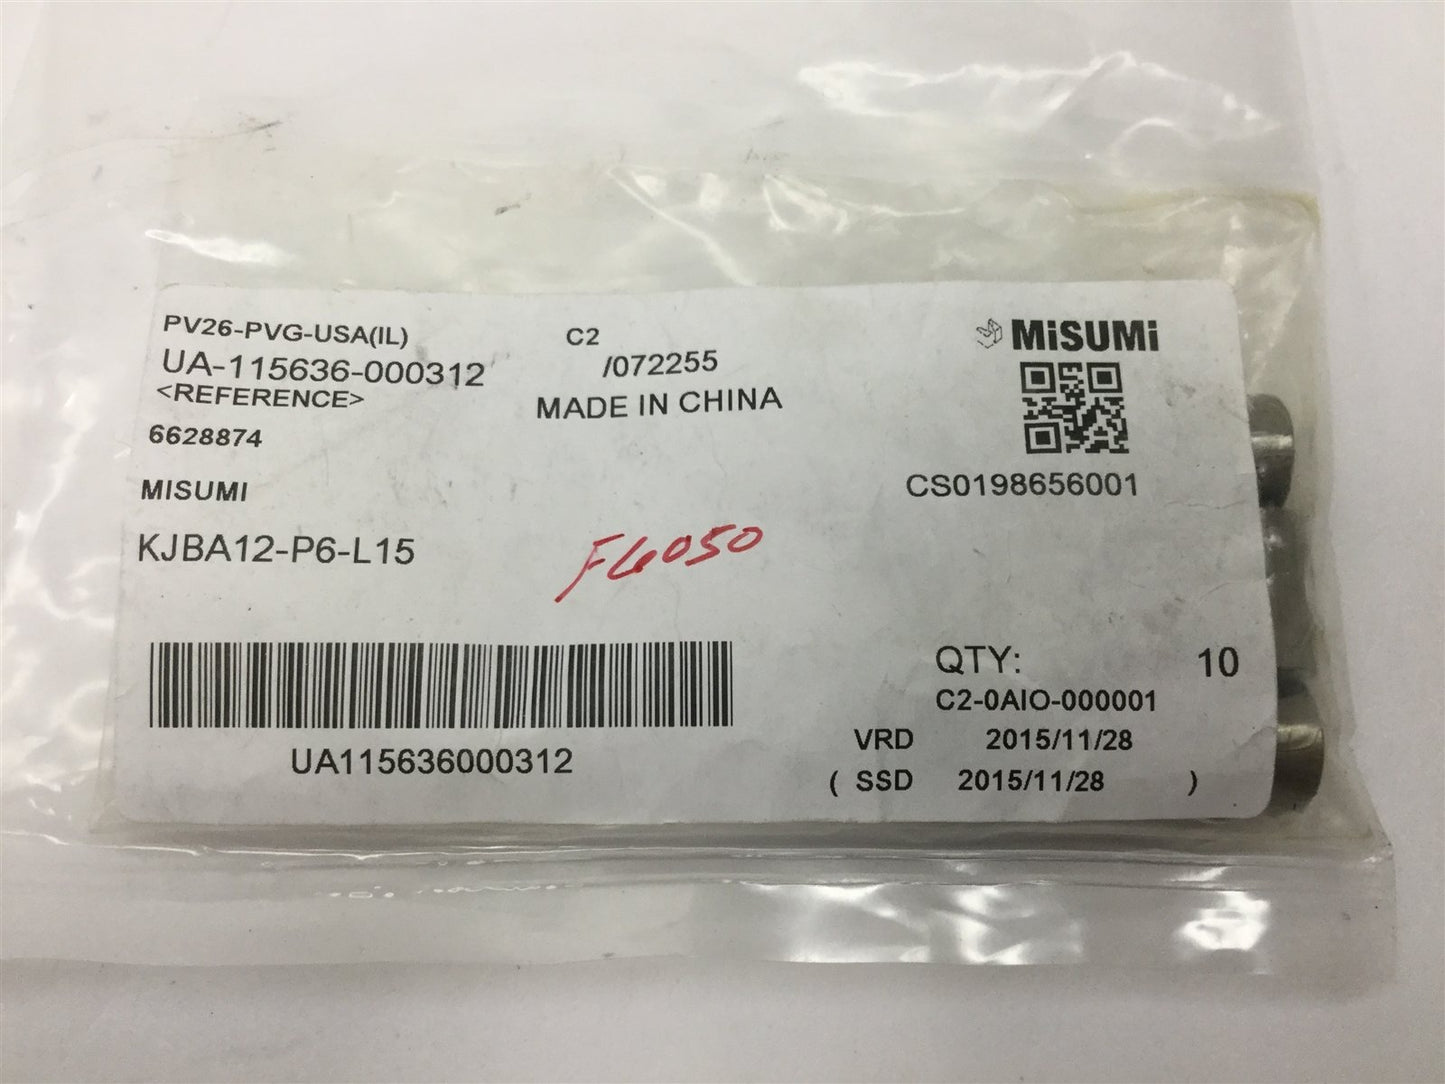 PV26-PVG-USA(IL)
UA-115636-000312
<REFERENCE>
6628874
MISUMI
KJBA12-P6-L15
C2
/072255
MADE IN CHINA
MiSUMi
CS0198656001
F6050
UA115636000312
QTY: 10
C2-0AIO-000001
VRD 2015/11/28
( SSD 2015/11/28 )